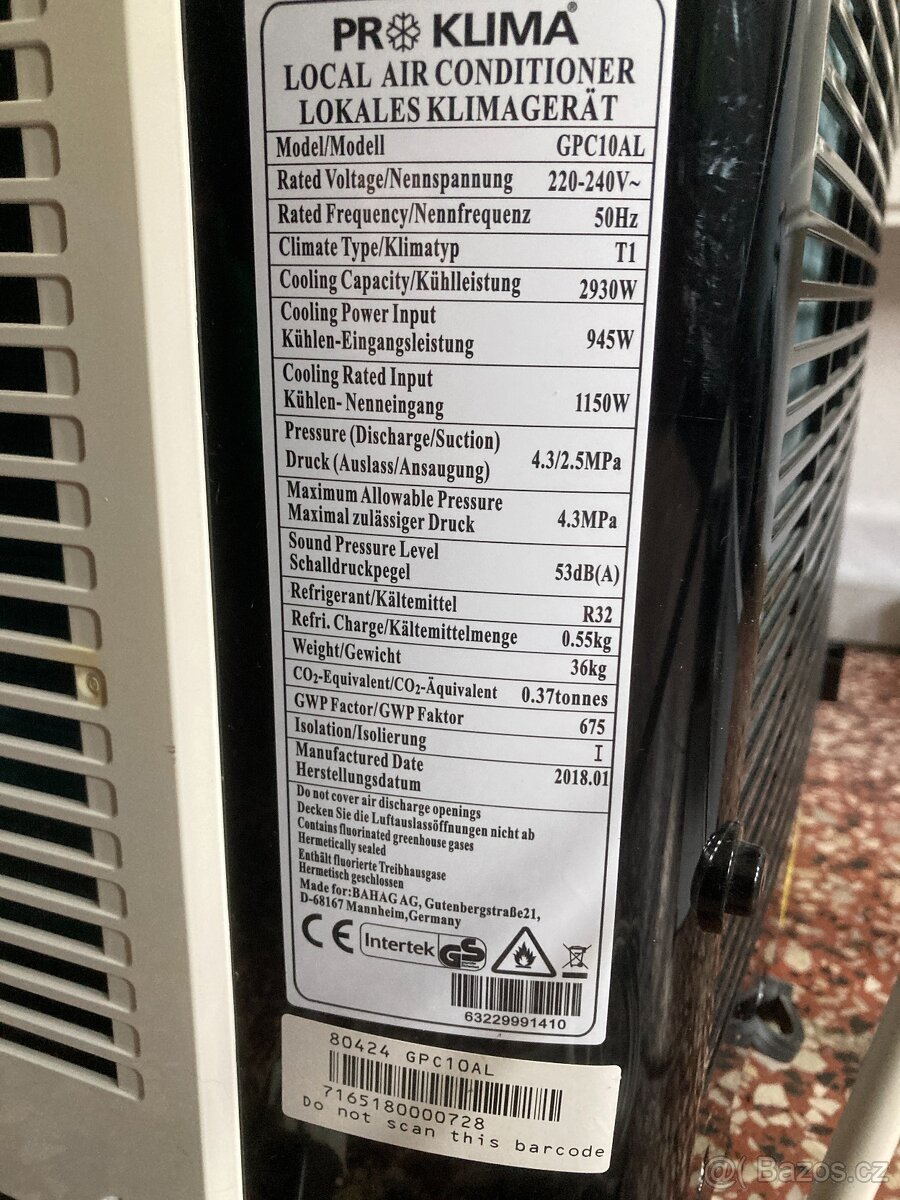 PRO KLIMA®
LOCAL AIR CONDITIONER
LOKALES KLIMAGERÄT
Model/Modell GPC10AL
Rated Voltage/Nennspannung 220-240V~
Rated Frequency/Nennfrequenz 50Hz
Climate Type/Klimatyp T1
Cooling Capacity/Kühlleistung 2930W
Cooling Power Input
Kühlen-Eingangsleistung 945W
Cooling Rated Input
Kühlen- Nenneingang 1150W
Pressure (Discharge/Suction)
Druck (Auslass/Ansaugung) 4.3/2.5MPa
Maximum Allowable Pressure
Maximal zulässiger Druck 4.3MPa
Sound Pressure Level
Schalldruckpegel 53dB(A)
Refrigerant/Kältemittel R32
Refri. Charge/Kältemittelmenge 0.55kg
Weight/Gewicht 36kg
CO₂-Equivalent/CO₂-Äquivalent 0.37tonnes
GWP Factor/GWP Faktor 675
Isolation/Isolierung I
Manufactured Date
Herstellungsdatum 2018.01
Do not cover air discharge openings
Decken Sie die Luftauslassöffnungen nicht ab
Contains fluorinated greenhouse gases
Hermetically sealed
Enthält fluorierte Treibhausgase
Hermetisch geschlossen
Made for:BAHAG AG, Gutenbergstraße21,
D-68167 Mannheim,Germany
CE Intertek GS
63229991410
80424 GPC10AL
7165180000728
Do not scan this barcode
Bazos.cz